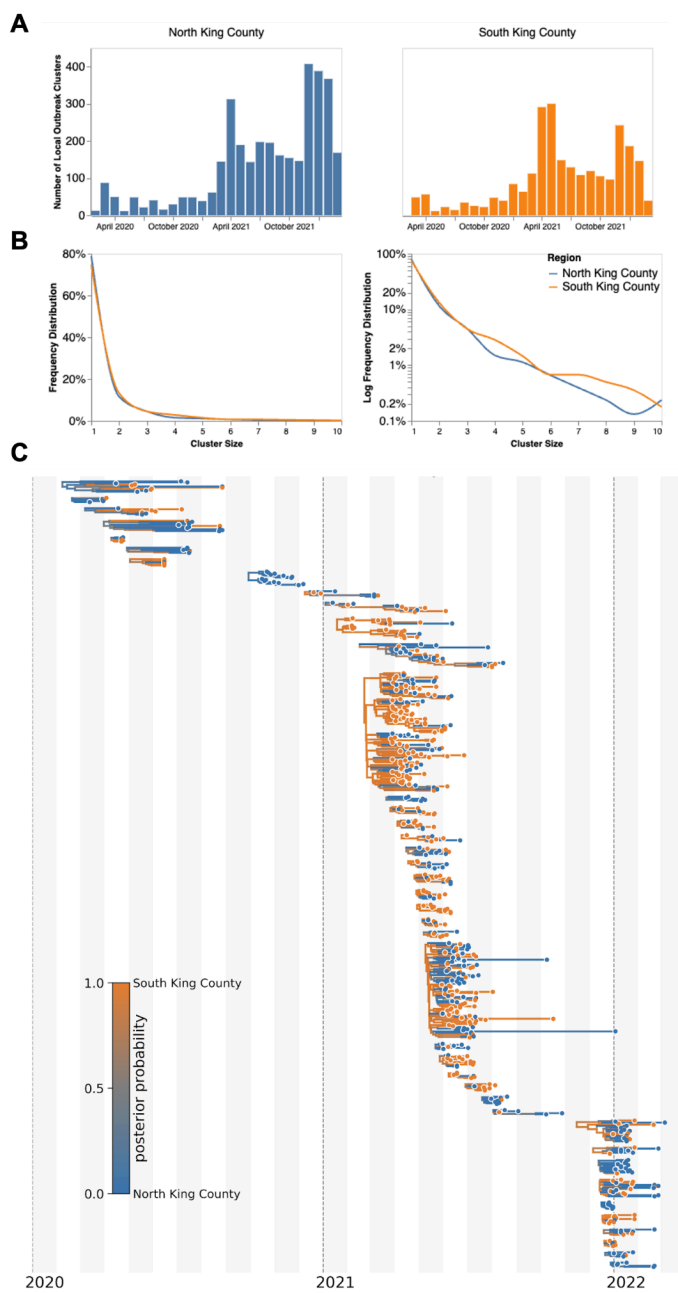 A
North King County
South King County
Number of Local Outbreak Clusters
400
300
200
100
0
April 2020
October 2020
April 2021
October 2021
April 2020
October 2020
April 2021
October 2021
B
Frequency Distribution
80%
60%
40%
20%
0%
1 2 3 4 5 6 7 8 9 10
Cluster Size
Log Frequency Distribution
100%
20%
10%
2%
1%
0.2%
0.1%
1 2 3 4 5 6 7 8 9 10
Cluster Size
Region
North King County
South King County
C
1.0
South King County
0.5
posterior probability
0.0
North King County
2020
2021
2022